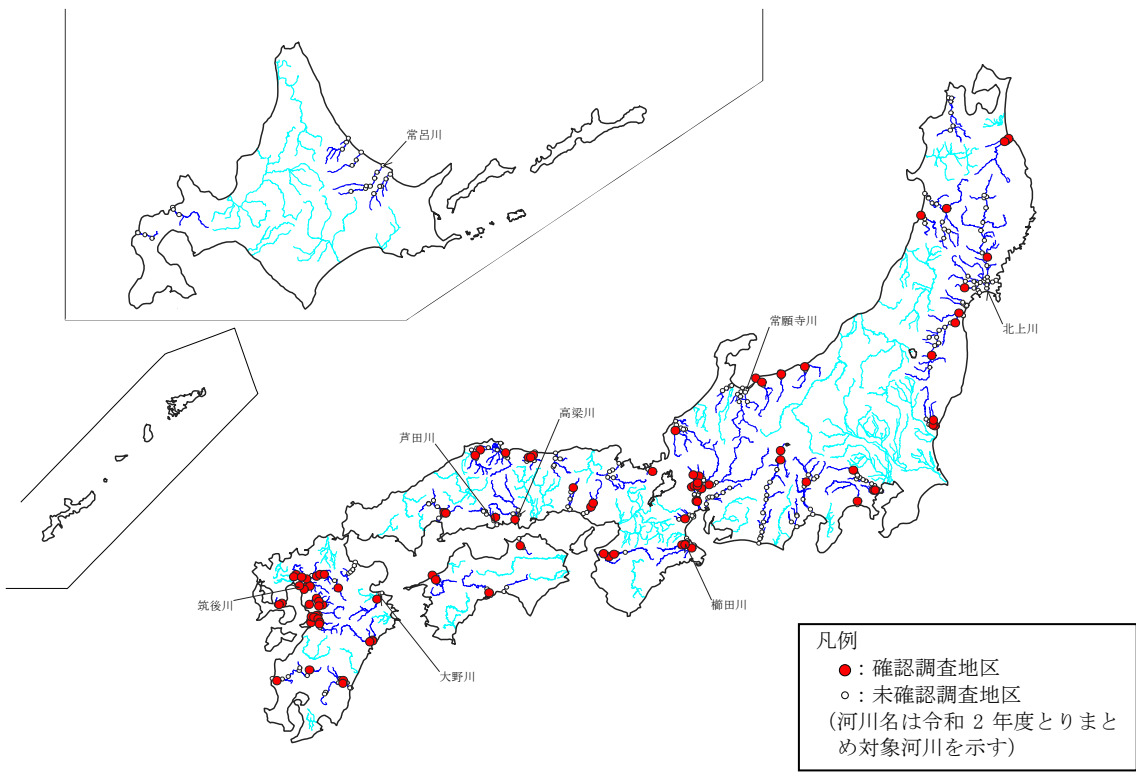 常呂川
北上川
常願寺川
高梁川
芦田川
筑後川
櫛田川
大野川
凡例
：確認調査地区
：未確認調査地区
(河川名は令和 2 年度とりまと
め対象河川を示す)